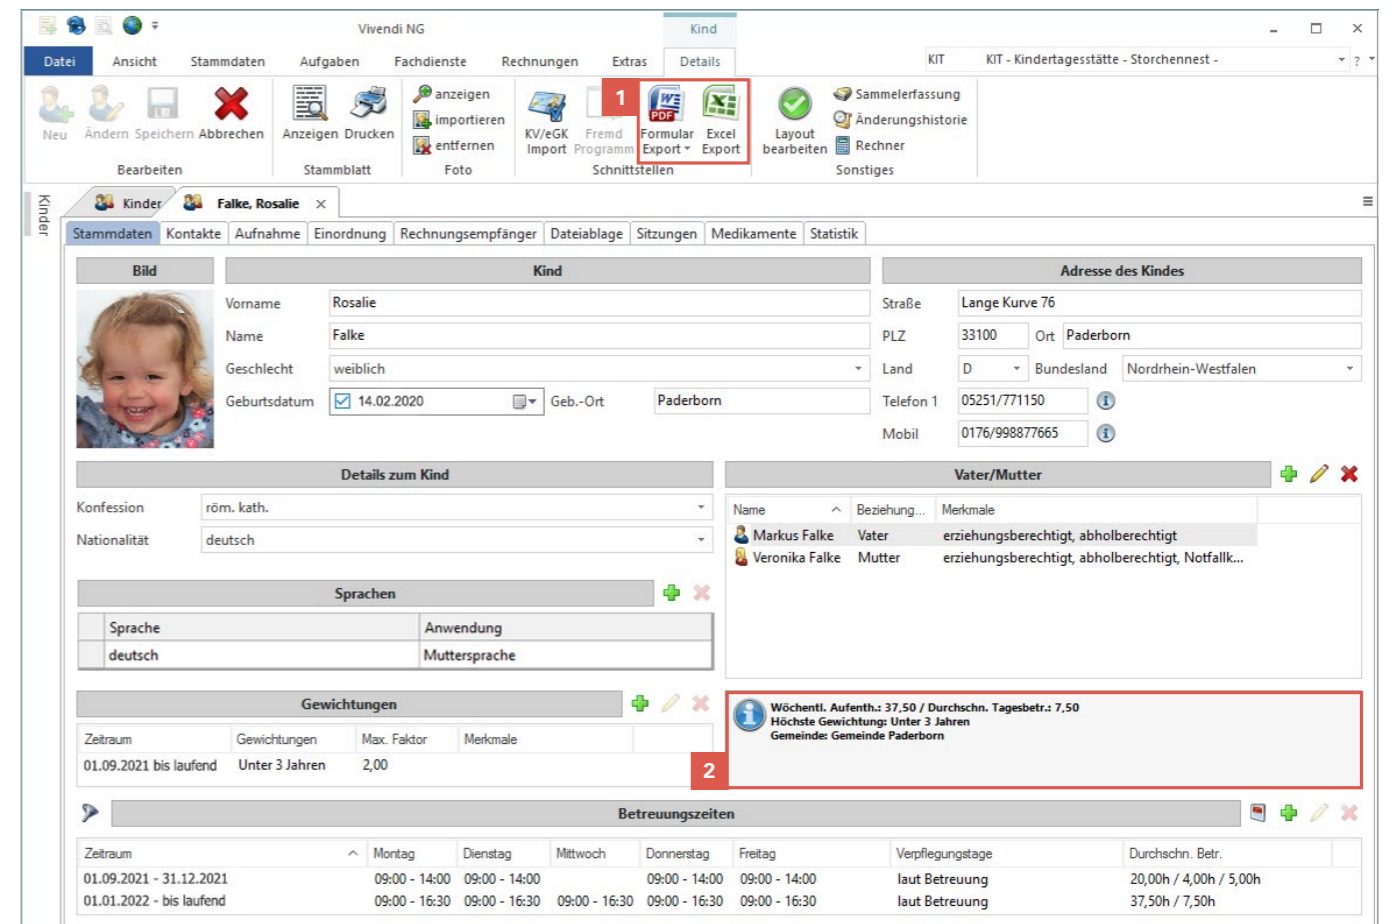 Vivendi NG
Kind
Datei Ansicht Stammdaten Aufgaben Fachdienste Rechnungen Extras Details KIT KIT - Kindertagesstätte - Storchennest - ?
1
Neu Ändern Speichern Abbrechen
Bearbeiten
Anzeigen Drucken
Stammblatt
anzeigen
importieren
entfernen
Foto
KV/eGK Import
Fremd Programm
PDF
Formular Export
Excel Export
Schnittstellen
Layout bearbeiten
Sammelerfassung
Änderungshistorie
Rechner
Sonstiges
Kinder
Kinder Falke, Rosalie
Stammdaten Kontakte Aufnahme Einordnung Rechnungsempfänger Dateiablage Sitzungen Medikamente Statistik
Bild
Kind
Vorname Rosalie
Name Falke
Geschlecht weiblich
Geburtsdatum 14.02.2020 Geb.-Ort Paderborn
Adresse des Kindes
Straße Lange Kurve 76
PLZ 33100 Ort Paderborn
Land D Bundesland Nordrhein-Westfalen
Telefon 1 05251/771150
Mobil 0176/998877665
Details zum Kind
Konfession röm. kath.
Nationalität deutsch
Vater/Mutter
Name Beziehung... Merkmale
Markus Falke Vater erziehungsberechtigt, abholberechtigt
Veronika Falke Mutter erziehungsberechtigt, abholberechtigt, Notfallk...
Sprachen
Sprache Anwendung
deutsch Muttersprache
Gewichtungen
Zeitraum Gewichtungen Max. Faktor Merkmale
01.09.2021 bis laufend Unter 3 Jahren 2,00
2
Wöchentl. Aufenth.: 37,50 / Durchschn. Tagesbetr.: 7,50
Höchste Gewichtung: Unter 3 Jahren
Gemeinde: Gemeinde Paderborn
Betreuungszeiten
Zeitraum Montag Dienstag Mittwoch Donnerstag Freitag Verpflegungstage Durchschn. Betr.
01.09.2021 - 31.12.2021 09:00 - 14:00 09:00 - 14:00 09:00 - 14:00 09:00 - 14:00 laut Betreuung 20,00h / 4,00h / 5,00h
01.01.2022 - bis laufend 09:00 - 16:30 09:00 - 16:30 09:00 - 16:30 09:00 - 16:30 09:00 - 16:30 laut Betreuung 37,50h / 7,50h